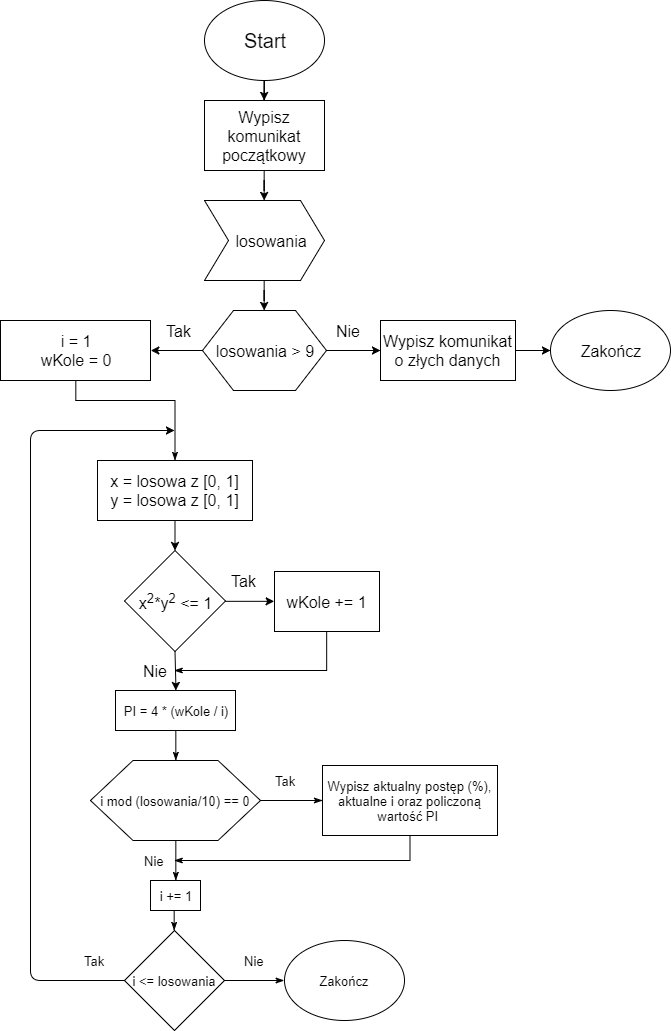 Start
Wypisz
komunikat
początkowy
losowania
losowania > 9
Tak
Nie
i = 1
wKole = 0
Wypisz komunikat
o złych danych
Zakończ
x = losowa z [0, 1]
y = losowa z [0, 1]
x²*y² <= 1
Tak
wKole += 1
Nie
PI = 4 * (wKole / i)
i mod (losowania/10) == 0
Tak
Wypisz aktualny postęp (%),
aktualne i oraz policzoną
wartość PI
Nie
i += 1
i <= losowania
Tak
Nie
Zakończ